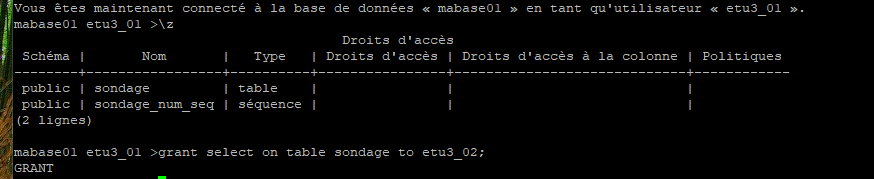 Vous êtes maintenant connecté à la base de données « mabase01 » en tant qu'utilisateur « etu3_01 ».
mabase01 etu3_01 >\z
Droits d'accès
Schéma | Nom | Type | Droits d'accès | Droits d'accès à la colonne | Politiques
--------+------------------+----------+----------------+-----------------------------+------------
public | sondage | table | | |
public | sondage_num_seq | séquence | | |
(2 lignes)
mabase01 etu3_01 >grant select on table sondage to etu3_02;
GRANT